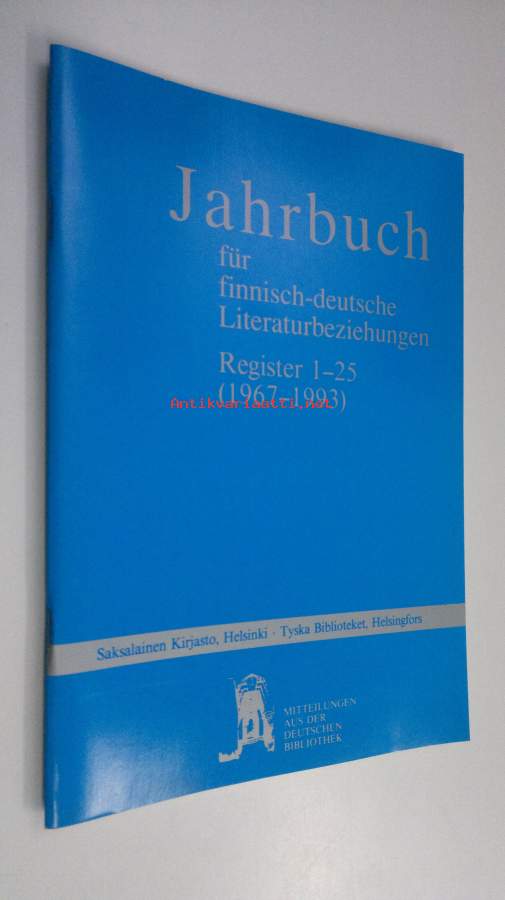 Jahrbuch
für
finnisch-deutsche
Literaturbeziehungen
Register 1–25
(1967–1993)
Antikvariaatti.net
Saksalainen Kirjasto, Helsinki · Tyska Biblioteket, Helsingfors
MITTEILUNGEN
AUS DER
DEUTSCHEN
BIBLIOTHEK